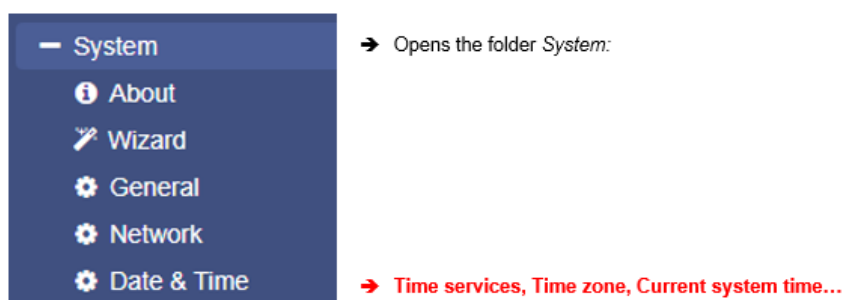 System
➔ Opens the folder System:
About
Wizard
General
Network
Date & Time
➔ Time services, Time zone, Current system time…